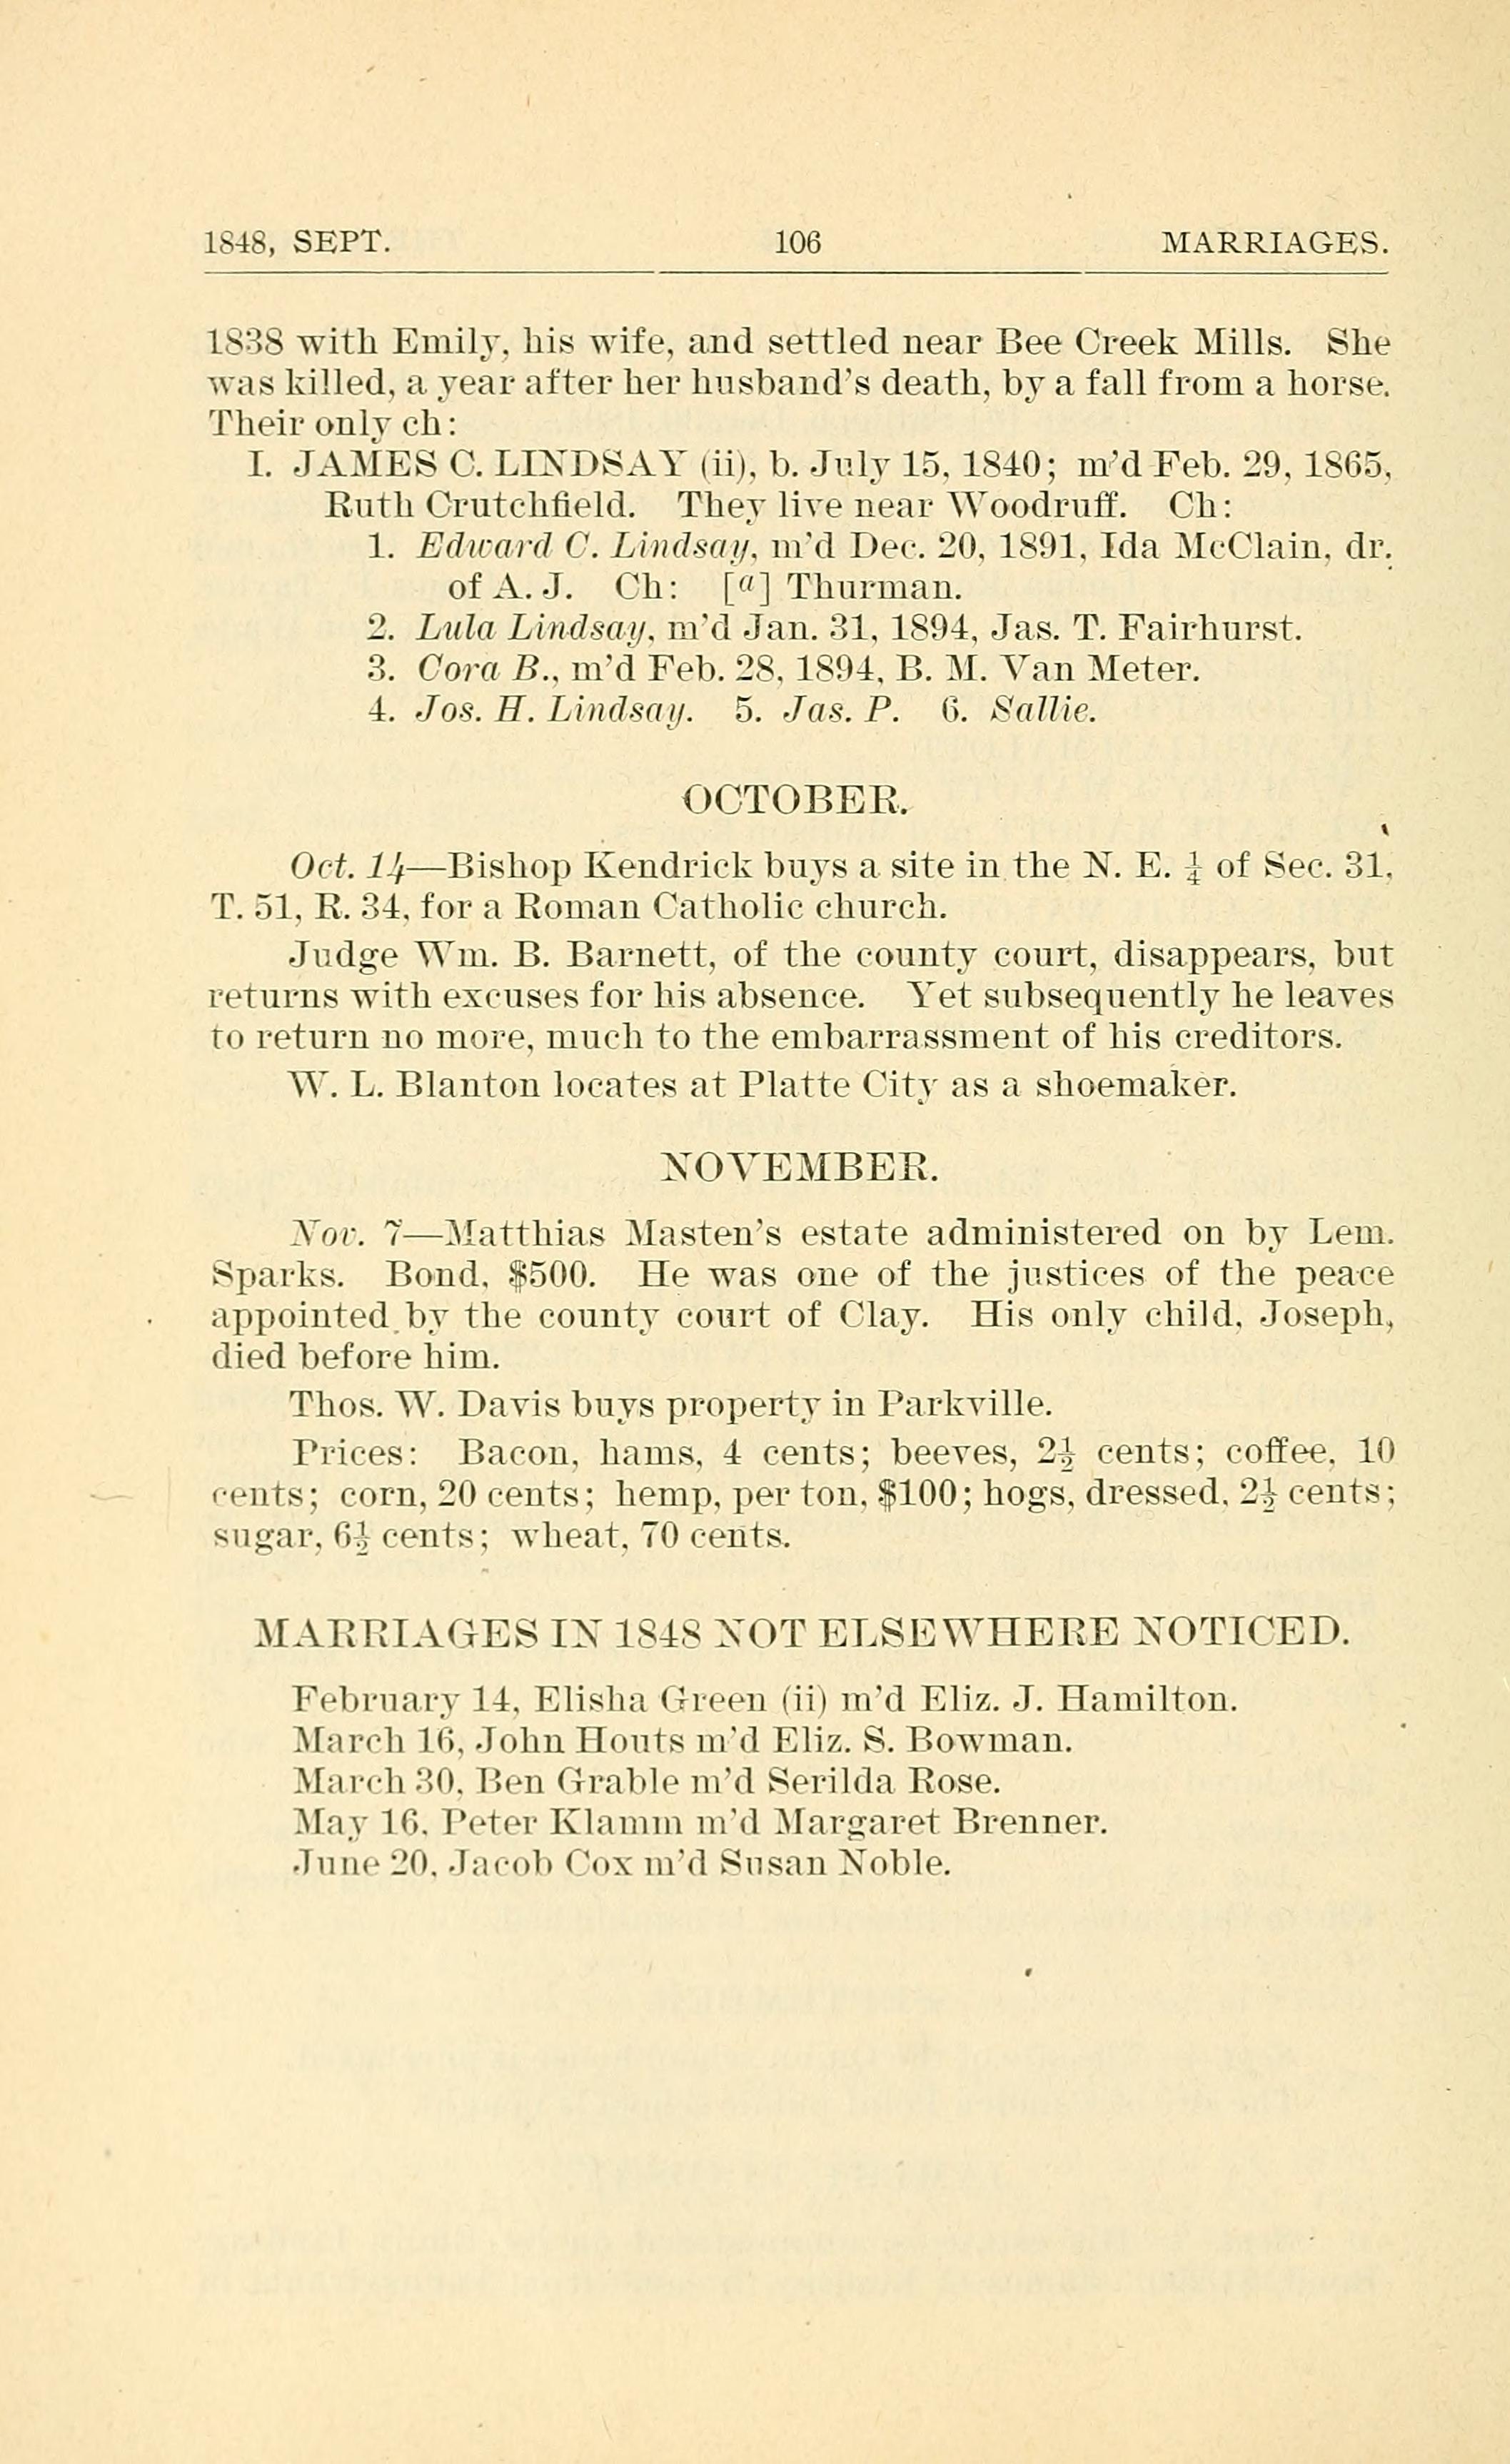 1848, SEPT. 106 MARRIAGES.
1838 with Emily, his wife, and settled near Bee Creek Mills. She
was killed, a year after her husband's death, by a fall from a horse.
Their only ch:
I. JAMES C. LINDSAY (ii), b. July 15, 1840; m'd Feb. 29, 1865,
Ruth Crutchfield. They live near Woodruff. Ch:
1. Edward C. Lindsay, m'd Dec. 20, 1891, Ida McClain, dr.
of A. J. Ch: [a] Thurman.
2. Lula Lindsay, m'd Jan. 31, 1894, Jas. T. Fairhurst.
3. Cora B., m'd Feb. 28, 1894, B. M. Van Meter.
4. Jos. H. Lindsay. 5. Jas. P. 6. Sallie.
OCTOBER.
Oct. 14—Bishop Kendrick buys a site in the N. E. ¼ of Sec. 31,
T. 51, R. 34, for a Roman Catholic church.
Judge Wm. B. Barnett, of the county court, disappears, but
returns with excuses for his absence. Yet subsequently he leaves
to return no more, much to the embarrassment of his creditors.
W. L. Blanton locates at Platte City as a shoemaker.
NOVEMBER.
Nov. 7—Matthias Masten's estate administered on by Lem.
Sparks. Bond, $500. He was one of the justices of the peace
appointed by the county court of Clay. His only child, Joseph,
died before him.
Thos. W. Davis buys property in Parkville.
Prices: Bacon, hams, 4 cents; beeves, 2½ cents; coffee, 10
cents; corn, 20 cents; hemp, per ton, $100; hogs, dressed, 2½ cents;
sugar, 6½ cents; wheat, 70 cents.
MARRIAGES IN 1848 NOT ELSEWHERE NOTICED.
February 14, Elisha Green (ii) m'd Eliz. J. Hamilton.
March 16, John Houts m'd Eliz. S. Bowman.
March 30, Ben Grable m'd Serilda Rose.
May 16, Peter Klamm m'd Margaret Brenner.
June 20, Jacob Cox m'd Susan Noble.